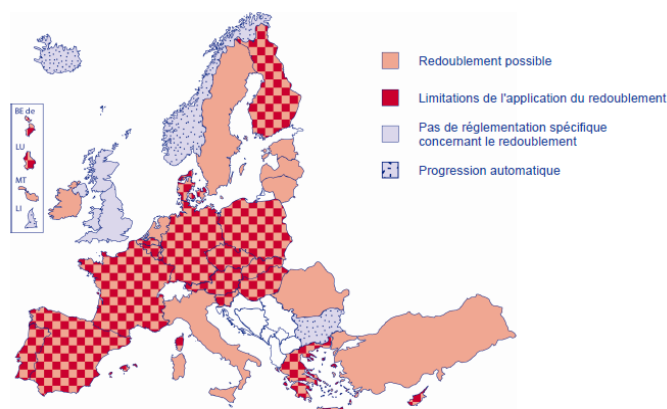 Redoublement possible
Limitations de l'application du redoublement
Pas de réglementation spécifique
concernant le redoublement
Progression automatique
BE de
LU
MT
LI